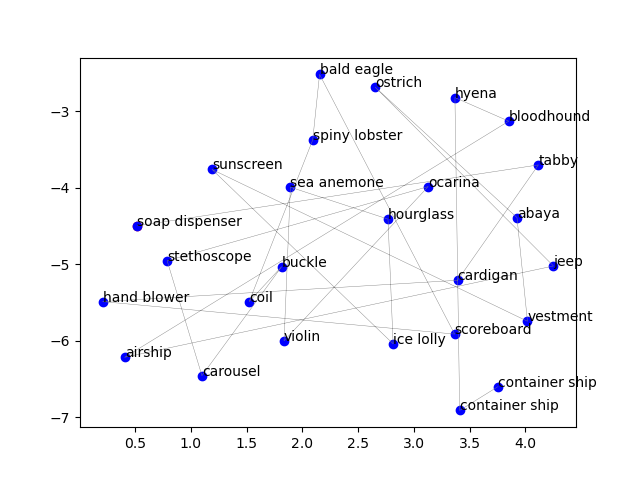 bald eagle
ostrich
hyena
bloodhound
−3
spiny lobster
tabby
sunscreen
sea anemone
ocarina
−4
soap dispenser
hourglass
abaya
stethoscope
buckle
jeep
−5
cardigan
hand blower
coil
vestment
scoreboard
violin
ice lolly
−6
airship
carousel
container ship
container ship
−7
0.5 1.0 1.5 2.0 2.5 3.0 3.5 4.0